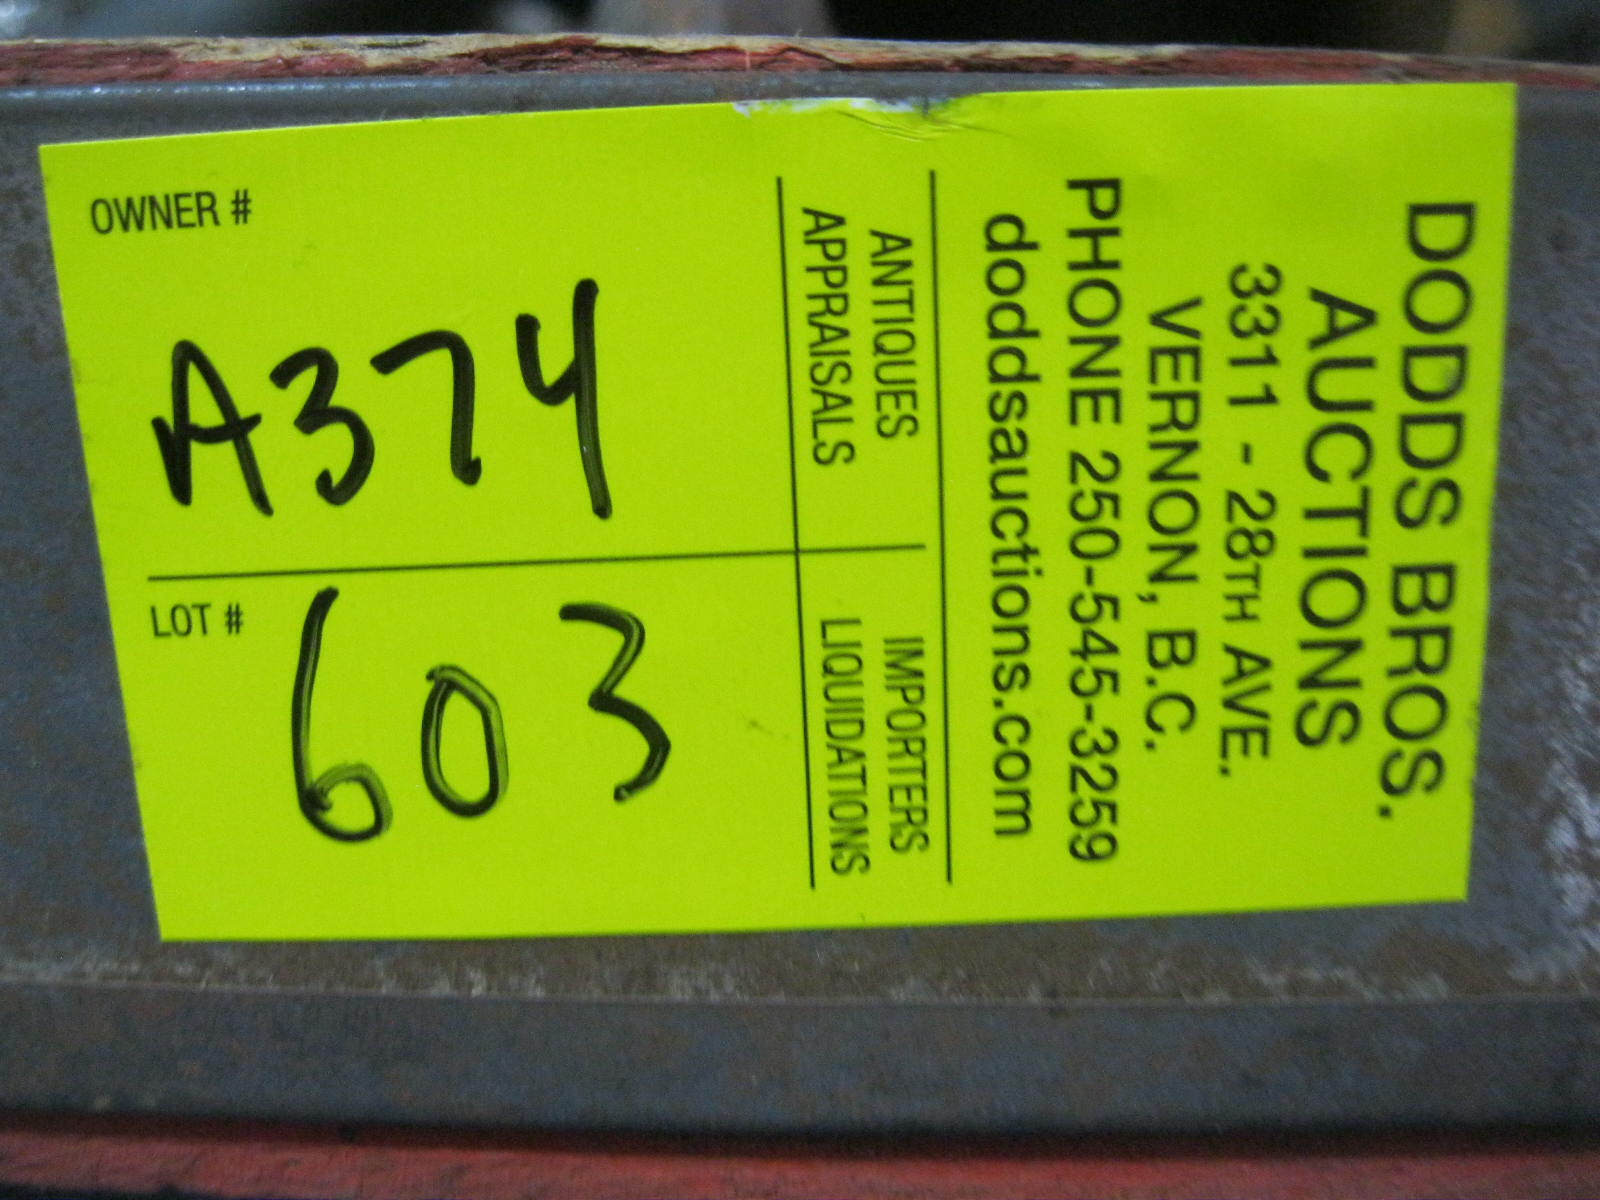 DODDS BROS.
AUCTIONS
3311 - 28TH AVE.
VERNON, B.C.
PHONE 250-545-3259
doddsauctions.com
ANTIQUES
APPRAISALS
IMPORTERS
LIQUIDATIONS
OWNER #
A374
LOT #
603